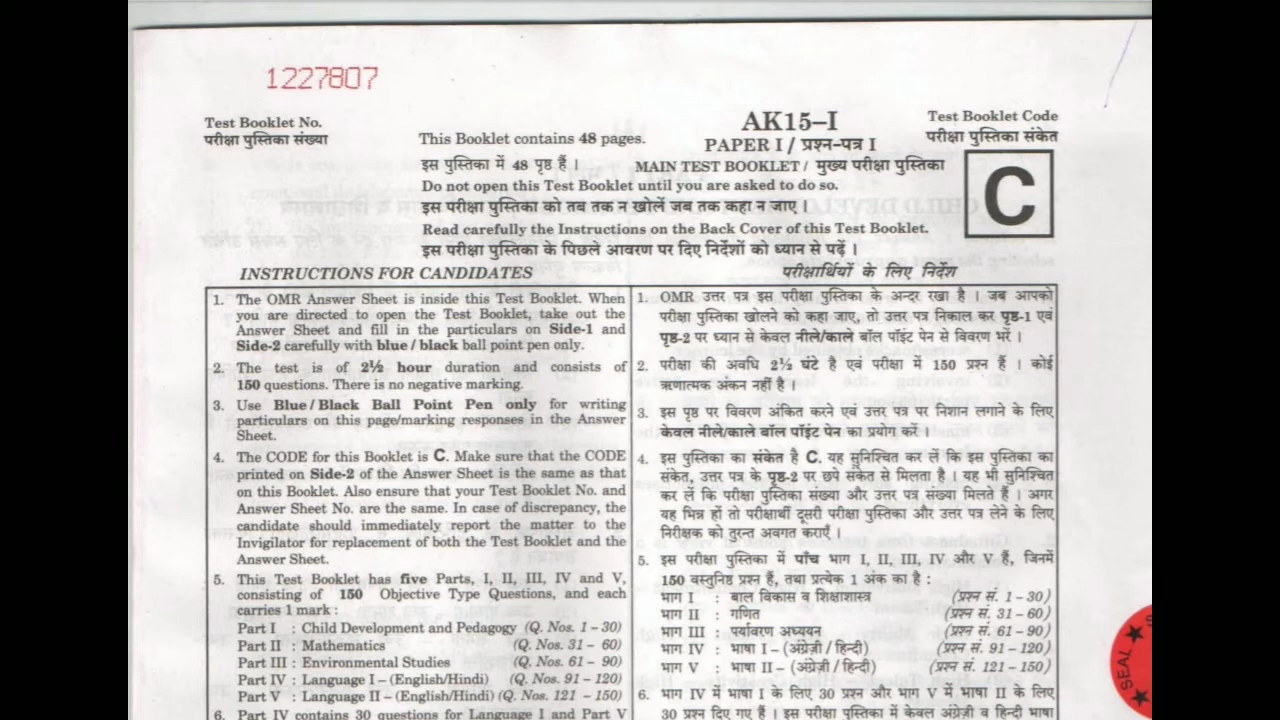 1227807
Test Booklet No.
परीक्षा पुस्तिका संख्या
This Booklet contains 48 pages.
इस पुस्तिका में 48 पृष्ठ हैं ।
AK15–I
PAPER I / प्रश्न-पत्र I
MAIN TEST BOOKLET / मुख्य परीक्षा पुस्तिका
Test Booklet Code
परीक्षा पुस्तिका संकेत
C
Do not open this Test Booklet until you are asked to do so.
इस परीक्षा पुस्तिका को तब तक न खोलें जब तक कहा न जाए ।
Read carefully the Instructions on the Back Cover of this Test Booklet.
इस परीक्षा पुस्तिका के पिछले आवरण पर दिए निर्देशों को ध्यान से पढ़ें ।
INSTRUCTIONS FOR CANDIDATES
1. The OMR Answer Sheet is inside this Test Booklet. When
you are directed to open the Test Booklet, take out the
Answer Sheet and fill in the particulars on Side-1 and
Side-2 carefully with blue / black ball point pen only.
2. The test is of 2½ hour duration and consists of
150 questions. There is no negative marking.
3. Use Blue / Black Ball Point Pen only for writing
particulars on this page/marking responses in the Answer
Sheet.
4. The CODE for this Booklet is C. Make sure that the CODE
printed on Side-2 of the Answer Sheet is the same as that
on this Booklet. Also ensure that your Test Booklet No. and
Answer Sheet No. are the same. In case of discrepancy, the
candidate should immediately report the matter to the
Invigilator for replacement of both the Test Booklet and the
Answer Sheet.
5. This Test Booklet has five Parts, I, II, III, IV and V,
consisting of 150 Objective Type Questions, and each
carries 1 mark :
Part I : Child Development and Pedagogy (Q. Nos. 1 – 30)
Part II : Mathematics (Q. Nos. 31 – 60)
Part III : Environmental Studies (Q. Nos. 61 – 90)
Part IV : Language I – (English/Hindi) (Q. Nos. 91 – 120)
Part V : Language II – (English/Hindi) (Q. Nos. 121 – 150)
6. Part IV contains 30 questions for Language I and Part V
परीक्षार्थियों के लिए निर्देश
1. OMR उत्तर पत्र इस परीक्षा पुस्तिका के अन्दर रखा है । जब आपको
परीक्षा पुस्तिका खोलने को कहा जाए, तो उत्तर पत्र निकाल कर पृष्ठ-1 एवं
पृष्ठ-2 पर ध्यान से केवल नीले/काले बॉल पॉइंट पेन से विवरण भरें ।
2. परीक्षा की अवधि 2½ घंटे है एवं परीक्षा में 150 प्रश्न हैं । कोई
ऋणात्मक अंकन नहीं है ।
3. इस पृष्ठ पर विवरण अंकित करने एवं उत्तर पत्र पर निशान लगाने के लिए
केवल नीले/काले बॉल पॉइंट पेन का प्रयोग करें ।
4. इस पुस्तिका का संकेत है C. यह सुनिश्चित कर लें कि इस पुस्तिका का
संकेत, उत्तर पत्र के पृष्ठ-2 पर छपे संकेत से मिलता है । यह भी सुनिश्चित
कर लें कि परीक्षा पुस्तिका संख्या और उत्तर पत्र संख्या मिलते हैं । अगर
यह भिन्न हों तो परीक्षार्थी दूसरी परीक्षा पुस्तिका और उत्तर पत्र लेने के लिए
निरीक्षक को तुरन्त अवगत कराएँ ।
5. इस परीक्षा पुस्तिका में पाँच भाग I, II, III, IV और V हैं, जिनमें
150 वस्तुनिष्ठ प्रश्न हैं, तथा प्रत्येक 1 अंक का है :
भाग I : बाल विकास व शिक्षाशास्त्र (प्रश्न सं. 1 – 30)
भाग II : गणित (प्रश्न सं. 31 – 60)
भाग III : पर्यावरण अध्ययन (प्रश्न सं. 61 – 90)
भाग IV : भाषा I – (अंग्रेज़ी / हिन्दी) (प्रश्न सं. 91 – 120)
भाग V : भाषा II – (अंग्रेज़ी / हिन्दी) (प्रश्न सं. 121 – 150)
6. भाग IV में भाषा I के लिए 30 प्रश्न और भाग V में भाषा II के लिए
30 प्रश्न दिए गए हैं । इस परीक्षा पुस्तिका में केवल अंग्रेज़ी व हिन्दी भाषा
SEAL